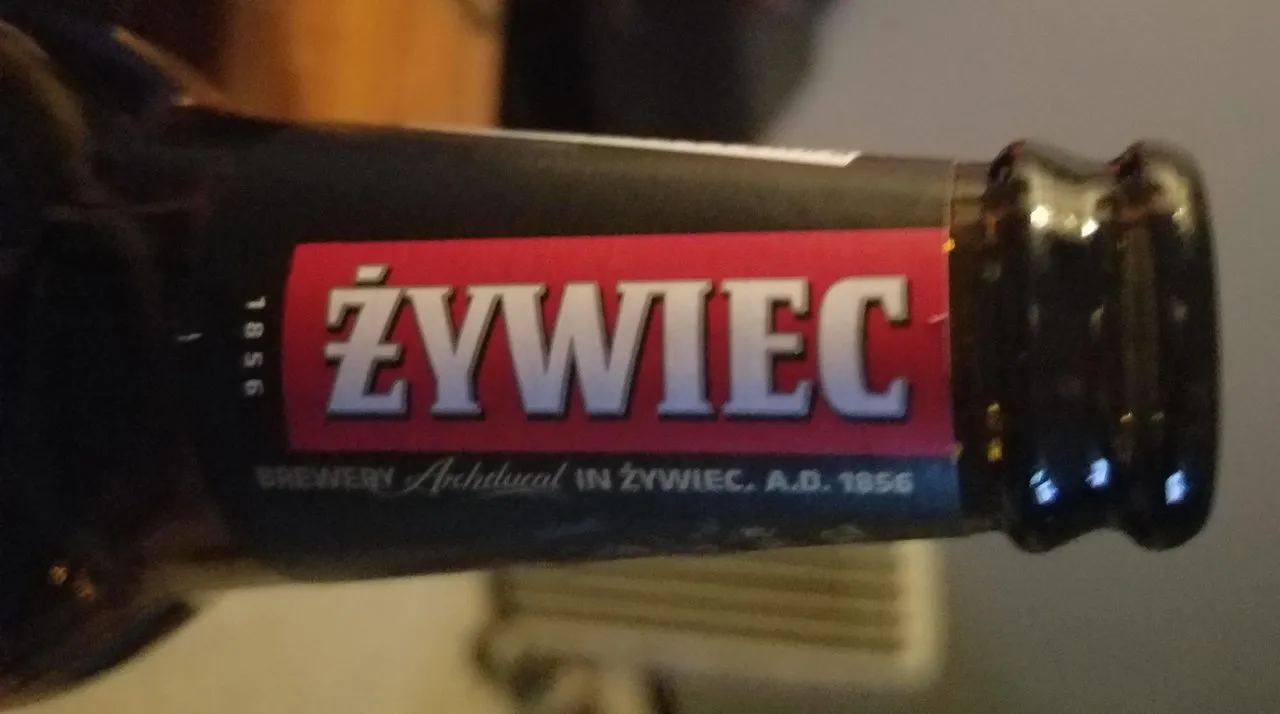 1856
ŻYWIEC
BREWERY Archducal IN ŻYWIEC. A.D. 1856